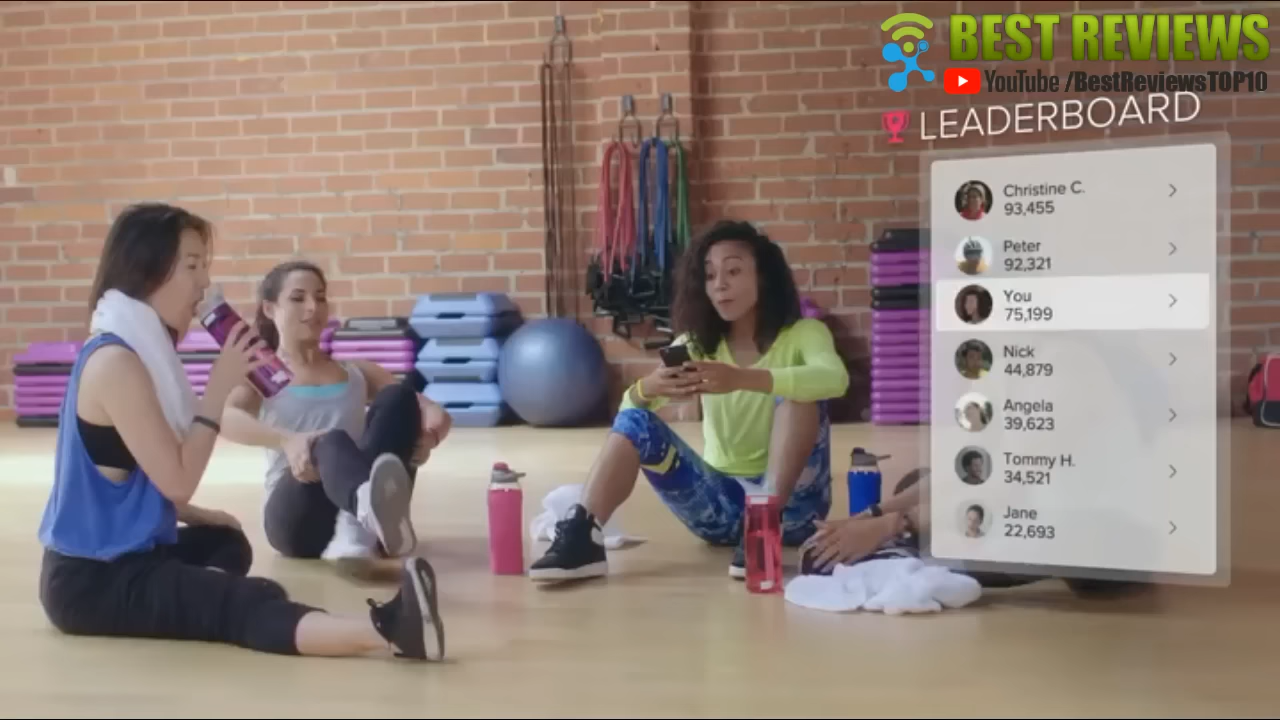 BEST REVIEWS
YouTube /BestReviewsTOP10
LEADERBOARD
Christine C.
93,455
Peter
92,321
You
75,199
Nick
44,879
Angela
39,623
Tommy H.
34,521
Jane
22,693